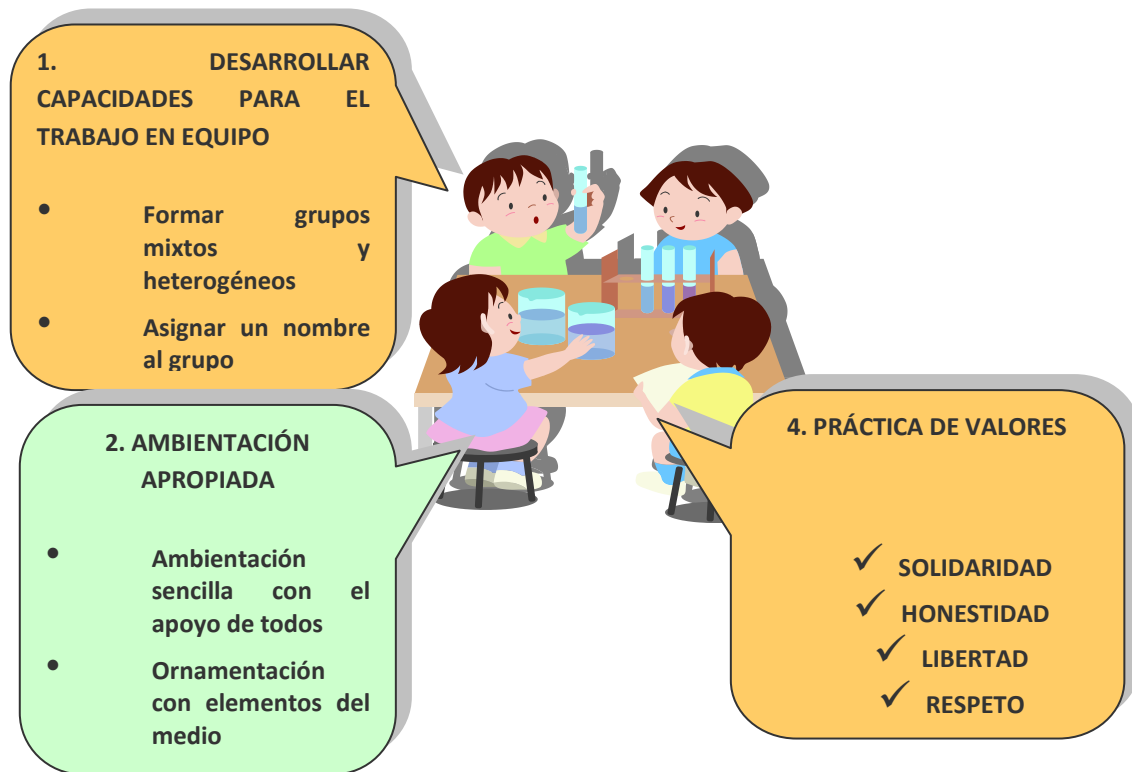 1. DESARROLLAR
CAPACIDADES PARA EL
TRABAJO EN EQUIPO
• Formar grupos
mixtos y
heterogéneos
• Asignar un nombre
al grupo
2. AMBIENTACIÓN
APROPIADA
• Ambientación
sencilla con el
apoyo de todos
• Ornamentación
con elementos del
medio
4. PRÁCTICA DE VALORES
✓ SOLIDARIDAD
✓ HONESTIDAD
✓ LIBERTAD
✓ RESPETO